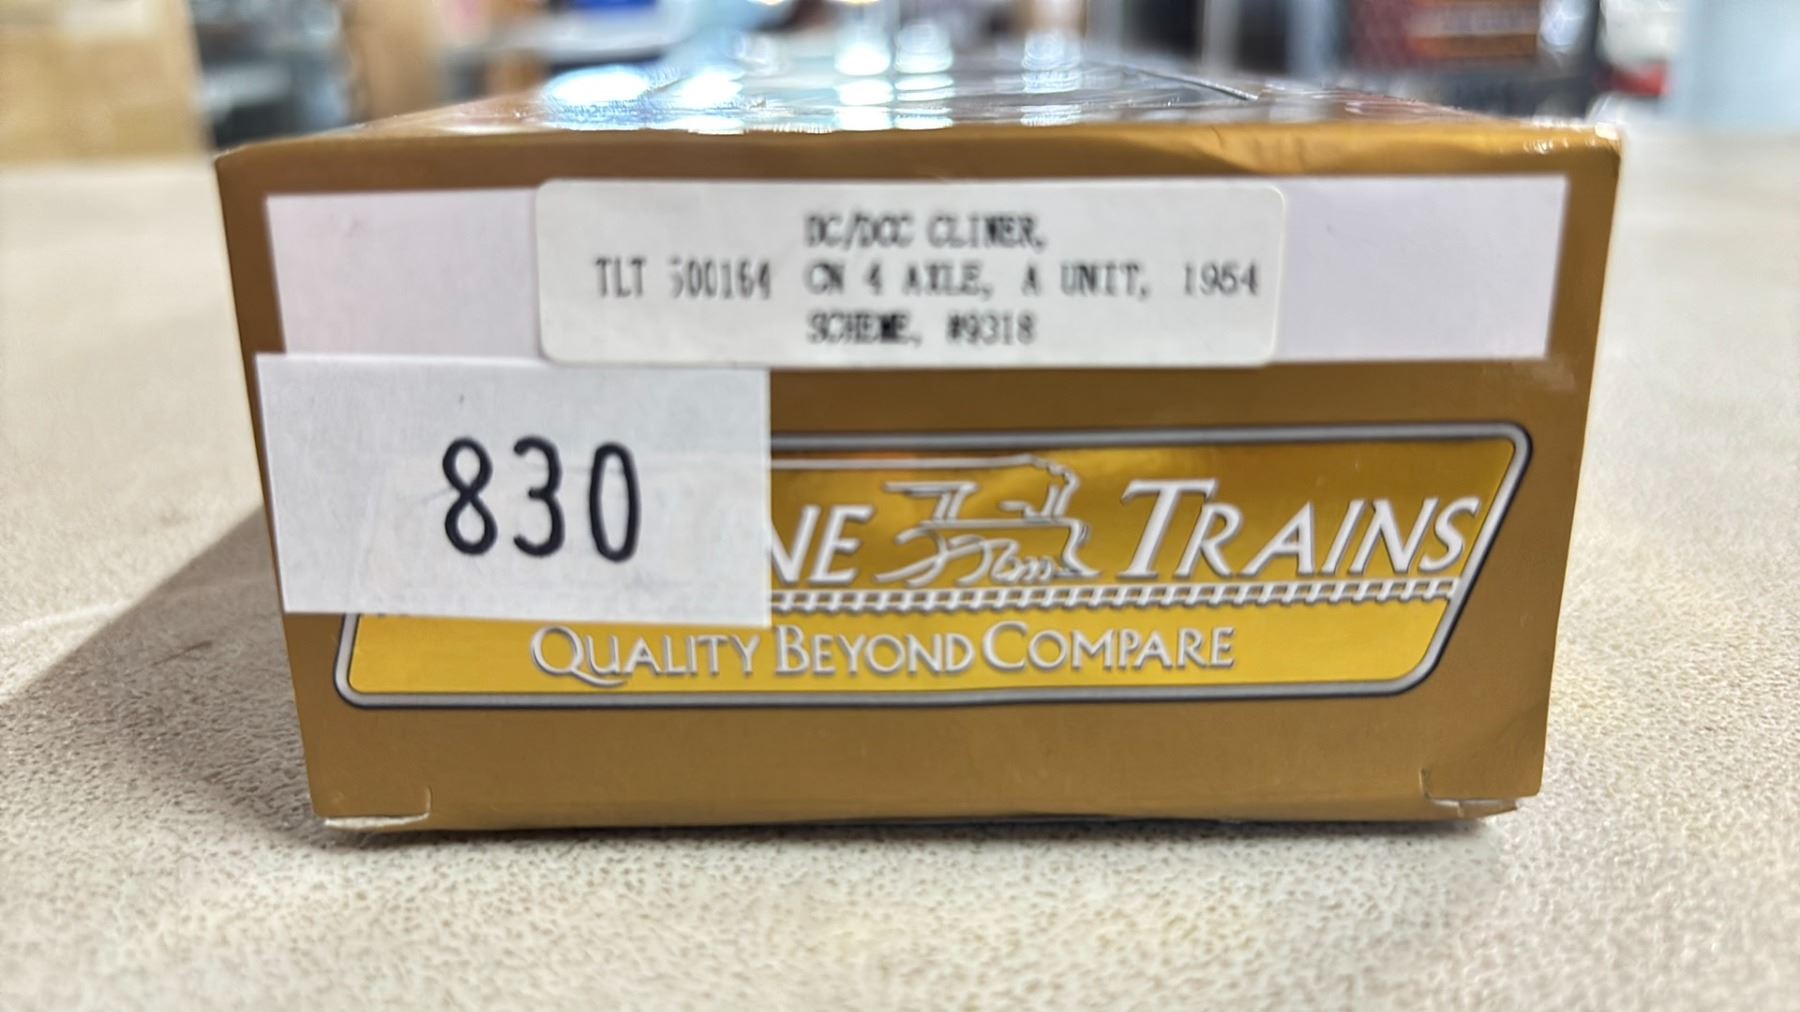 DC/DCC CLINER,
TLT 500164 CN 4 AXLE, A UNIT, 1954
SCHEME, #9318
830
NE TRAINS
QUALITY BEYOND COMPARE